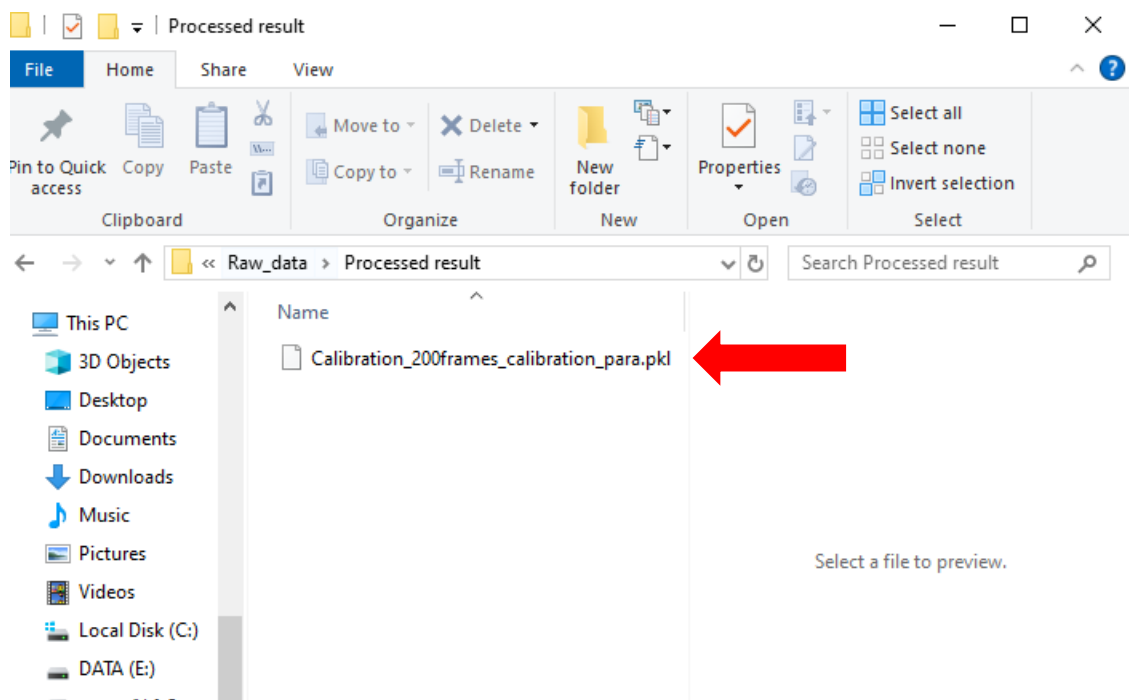 Processed result
File Home Share View
Pin to Quick access
Copy
Paste
Clipboard
Move to
Copy to
Delete
Rename
Organize
New folder
New
Properties
Open
Select all
Select none
Invert selection
Select
« Raw_data > Processed result
Search Processed result
This PC
3D Objects
Desktop
Documents
Downloads
Music
Pictures
Videos
Local Disk (C:)
DATA (E:)
Name
Calibration_200frames_calibration_para.pkl
Select a file to preview.